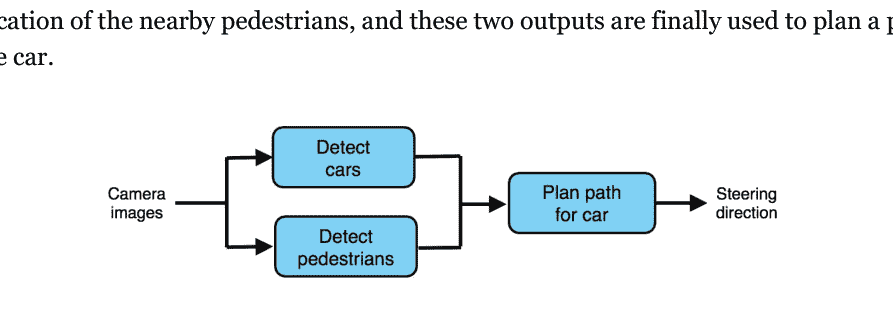 cation of the nearby pedestrians, and these two outputs are finally used to plan a p
e car.
Detect
cars
Camera
images
Plan path
for car
Steering
direction
Detect
pedestrians